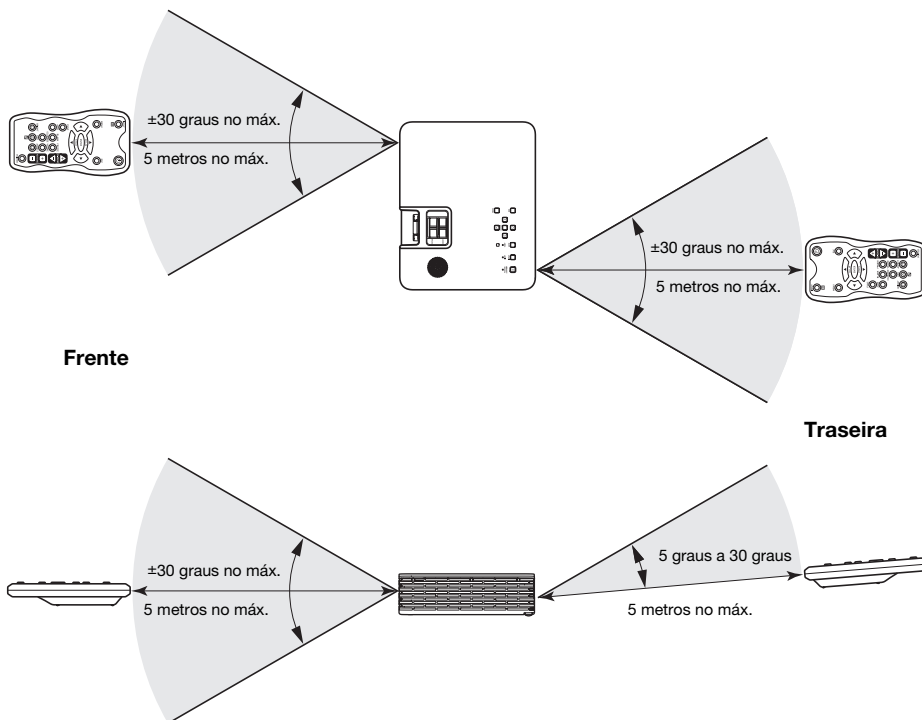 ±30 graus no máx.
5 metros no máx.
±30 graus no máx.
5 metros no máx.
Frente
Traseira
±30 graus no máx.
5 metros no máx.
5 graus a 30 graus
5 metros no máx.